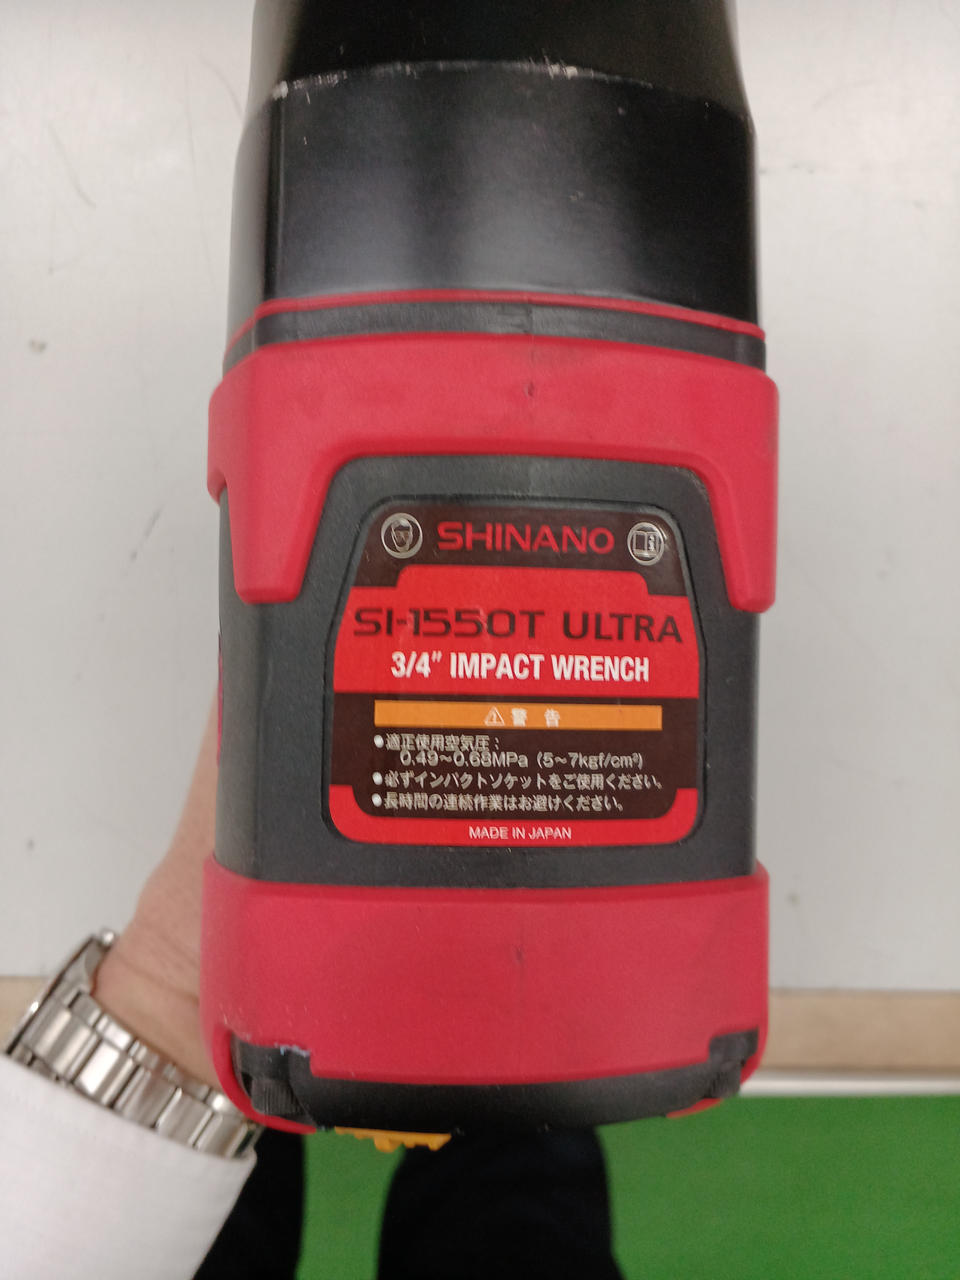 SHINANO
SI-1550T ULTRA
3/4" IMPACT WRENCH
⚠警 告
●適正使用空気圧：
0.49～0.68MPa（5～7kgf/cm²）
●必ずインパクトソケットをご使用ください。
●長時間の連続作業はお避けください。
MADE IN JAPAN